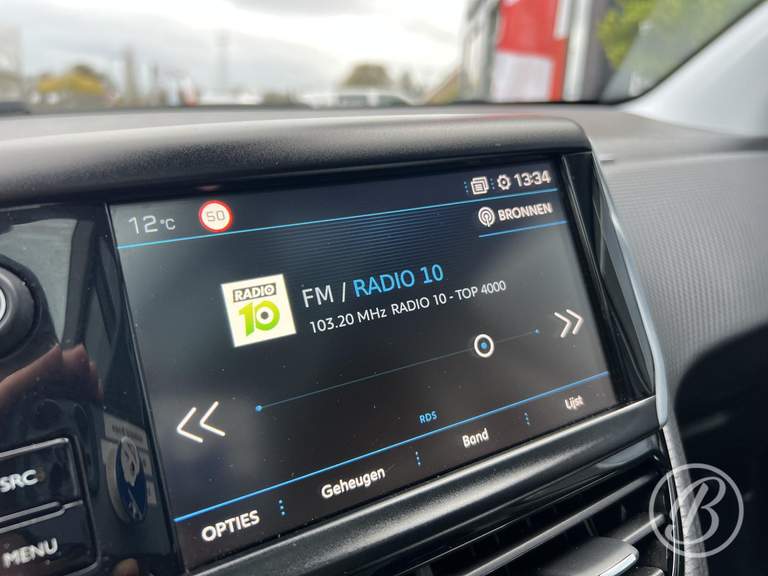 12°C
50
13:34
BRONNEN
RADIO
10
FM / RADIO 10
103.20 MHz RADIO 10 - TOP 4000
RDS
OPTIES
Geheugen
Band
Lijst
SRC
MENU
B